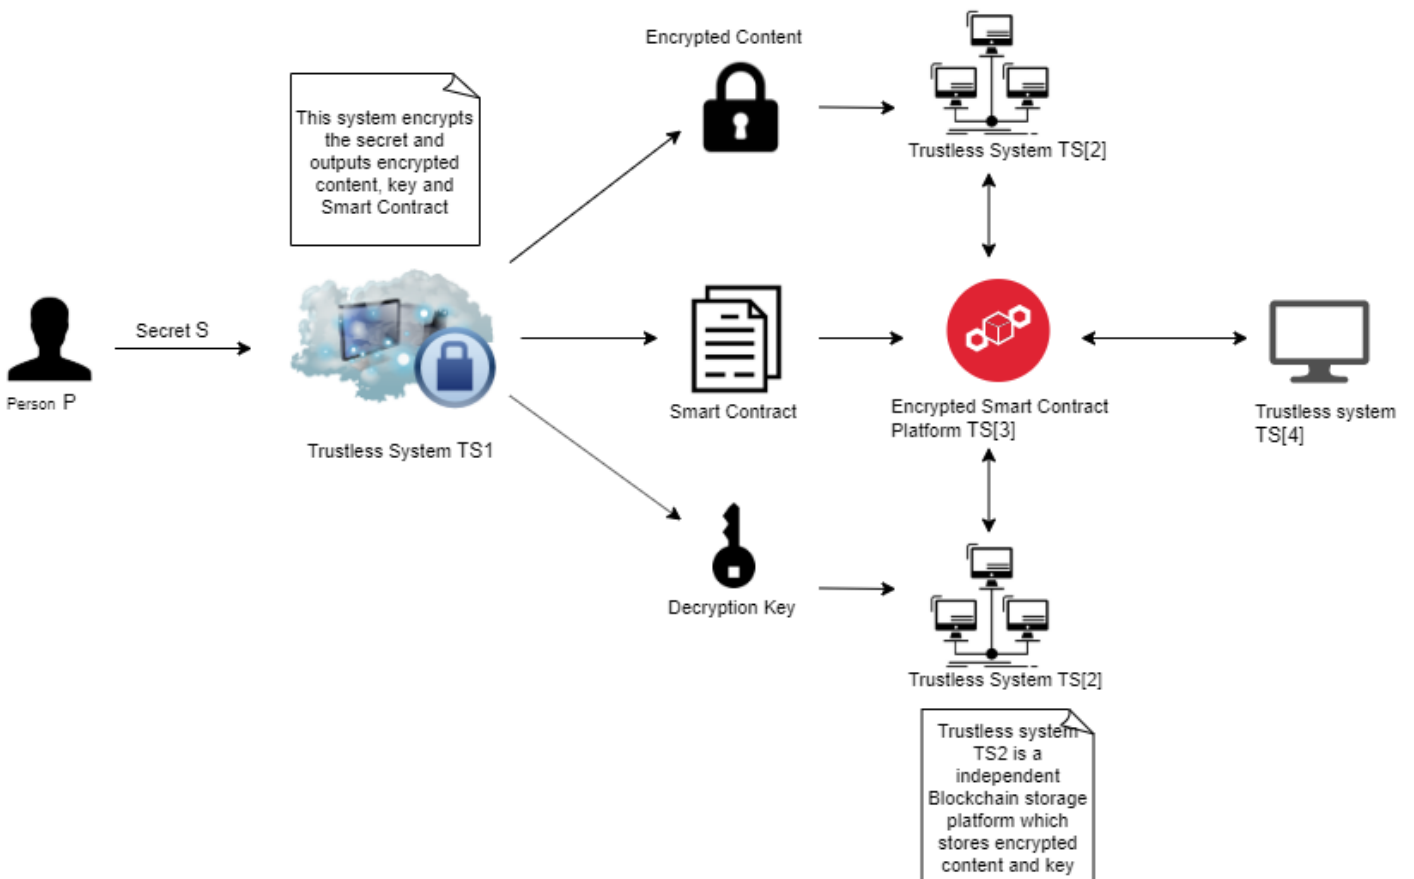 Encrypted Content
This system encrypts
the secret and
outputs encrypted
content, key and
Smart Contract
Trustless System TS[2]
Secret S
Person P
Trustless System TS1
Smart Contract
Encrypted Smart Contract
Platform TS[3]
Trustless system
TS[4]
Decryption Key
Trustless System TS[2]
Trustless system
TS2 is a
independent
Blockchain storage
platform which
stores encrypted
content and key